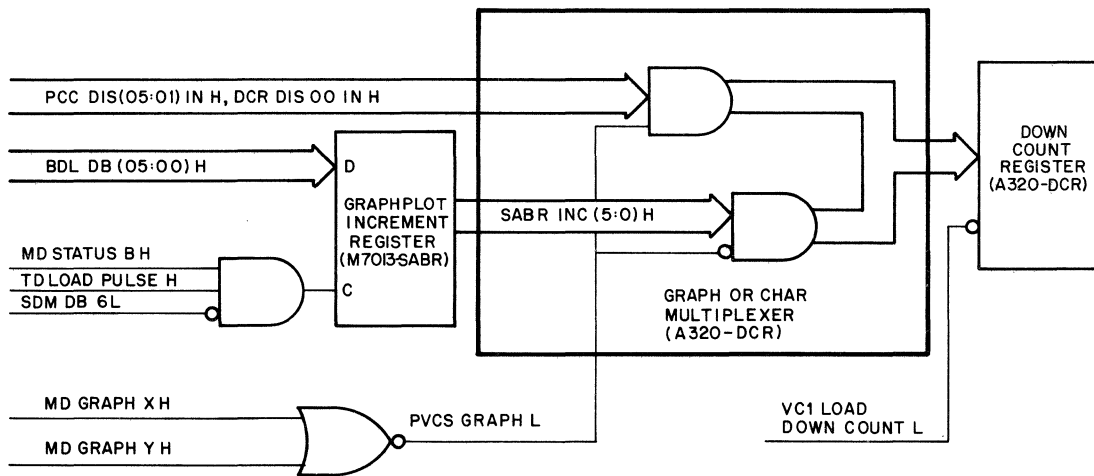 PCC DIS(05:01) IN H, DCR DIS 00 IN H
BDL DB (05:00) H
D
GRAPHPLOT
INCREMENT
REGISTER
(M7013-SABR)
C
MD STATUS B H
TD LOAD PULSE H
SDM DB 6L
SABR INC (5:0) H
GRAPH OR CHAR
MULTIPLEXER
(A320-DCR)
DOWN
COUNT
REGISTER
(A320-DCR)
MD GRAPH X H
MD GRAPH Y H
PVCS GRAPH L
VC1 LOAD
DOWN COUNT L